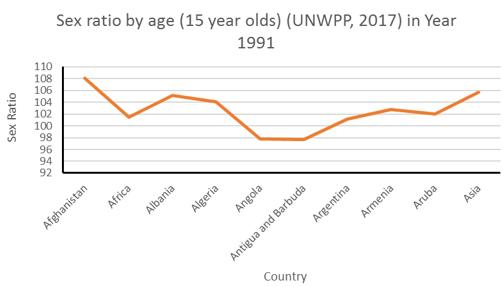 Sex ratio by age (15 year olds) (UNWPP, 2017) in Year
1991
Sex Ratio
110
108
106
104
102
100
98
96
94
92
Afghanistan
Africa
Albania
Algeria
Angola
Antigua and Barbuda
Argentina
Armenia
Aruba
Asia
Country